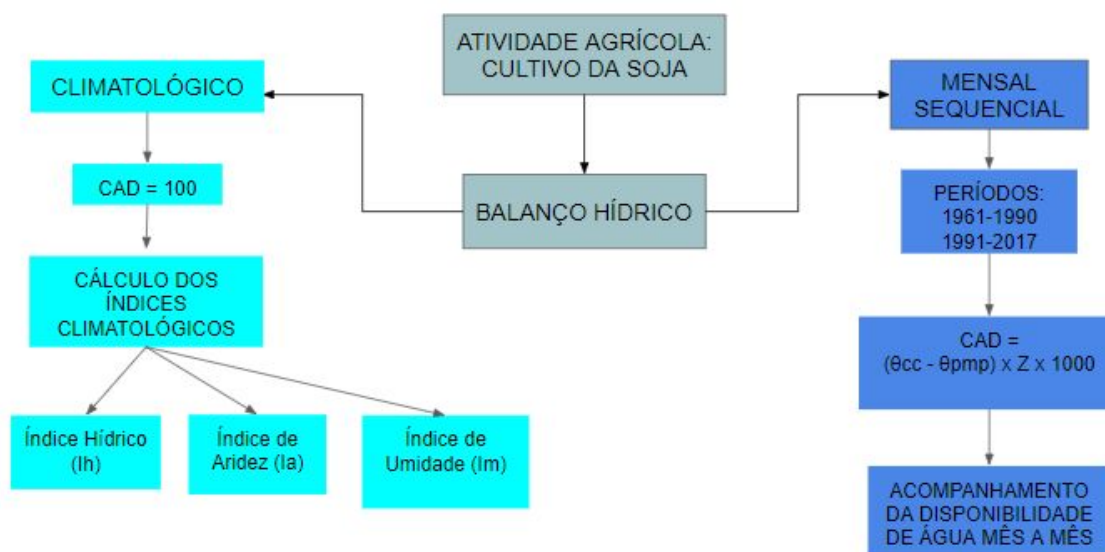 ATIVIDADE AGRÍCOLA:
CULTIVO DA SOJA
BALANÇO HÍDRICO
CLIMATOLÓGICO
CAD = 100
CÁLCULO DOS
ÍNDICES
CLIMATOLÓGICOS
Índice Hídrico
(Ih)
Índice de
Aridez (Ia)
Índice de
Umidade (Im)
MENSAL
SEQUENCIAL
PERÍODOS:
1961-1990
1991-2017
CAD =
(θcc - θpmp) x Z x 1000
ACOMPANHAMENTO
DA DISPONIBILIDADE
DE ÁGUA MÊS A MÊS